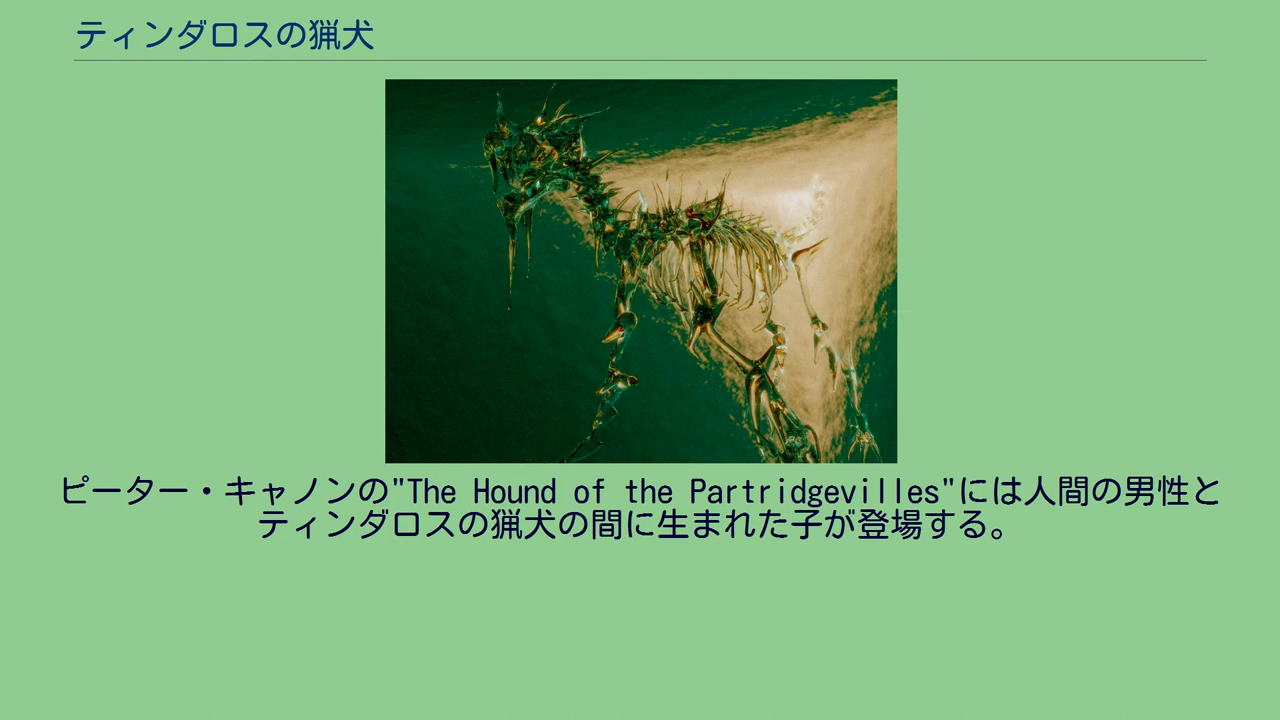 ティンダロスの猟犬
ピーター・キャノンの"The Hound of the Partridgevilles"には人間の男性と
ティンダロスの猟犬の間に生まれた子が登場する。